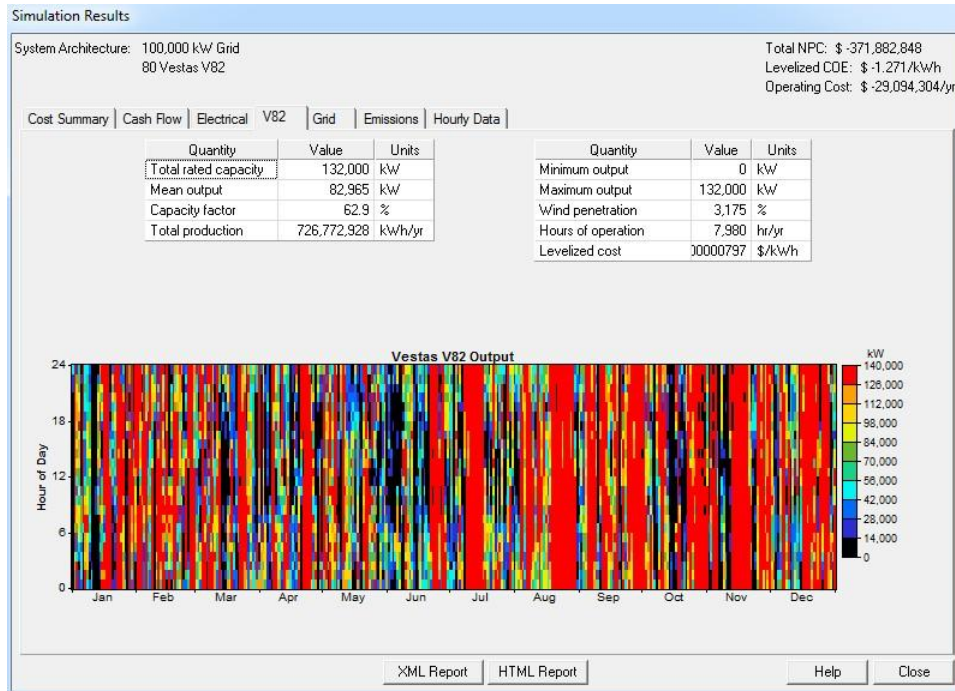 Simulation Results
System Architecture: 100,000 kW Grid
80 Vestas V82
Total NPC: $ -371,882,848
Levelized COE: $ -1.271/kWh
Operating Cost: $ -29,094,304/yr
Cost Summary Cash Flow Electrical V82 Grid Emissions Hourly Data
Quantity Value Units
Total rated capacity 132,000 kW
Mean output 82,965 kW
Capacity factor 62.9 %
Total production 726,772,928 kWh/yr
Quantity Value Units
Minimum output 0 kW
Maximum output 132,000 kW
Wind penetration 3,175 %
Hours of operation 7,980 hr/yr
Levelized cost 00000797 $/kWh
Vestas V82 Output
Hour of Day
24
18
12
6
0
Jan Feb Mar Apr May Jun Jul Aug Sep Oct Nov Dec
kW
140,000
126,000
112,000
98,000
84,000
70,000
56,000
42,000
28,000
14,000
0
XML Report HTML Report Help Close